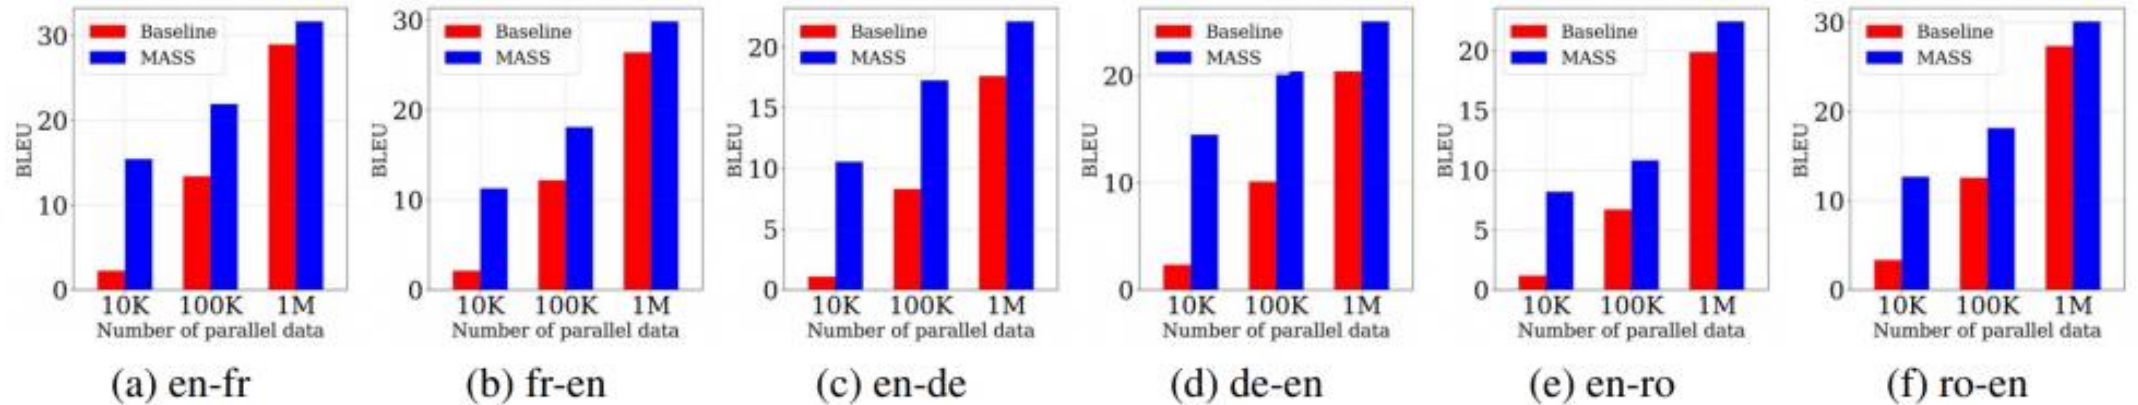 BLEU
30
20
10
0
Baseline
MASS
10K 100K 1M
Number of parallel data
(a) en-fr
BLEU
30
20
10
0
Baseline
MASS
10K 100K 1M
Number of parallel data
(b) fr-en
BLEU
20
15
10
5
0
Baseline
MASS
10K 100K 1M
Number of parallel data
(c) en-de
BLEU
20
10
0
Baseline
MASS
10K 100K 1M
Number of parallel data
(d) de-en
BLEU
20
15
10
5
0
Baseline
MASS
10K 100K 1M
Number of parallel data
(e) en-ro
BLEU
30
20
10
0
Baseline
MASS
10K 100K 1M
Number of parallel data
(f) ro-en